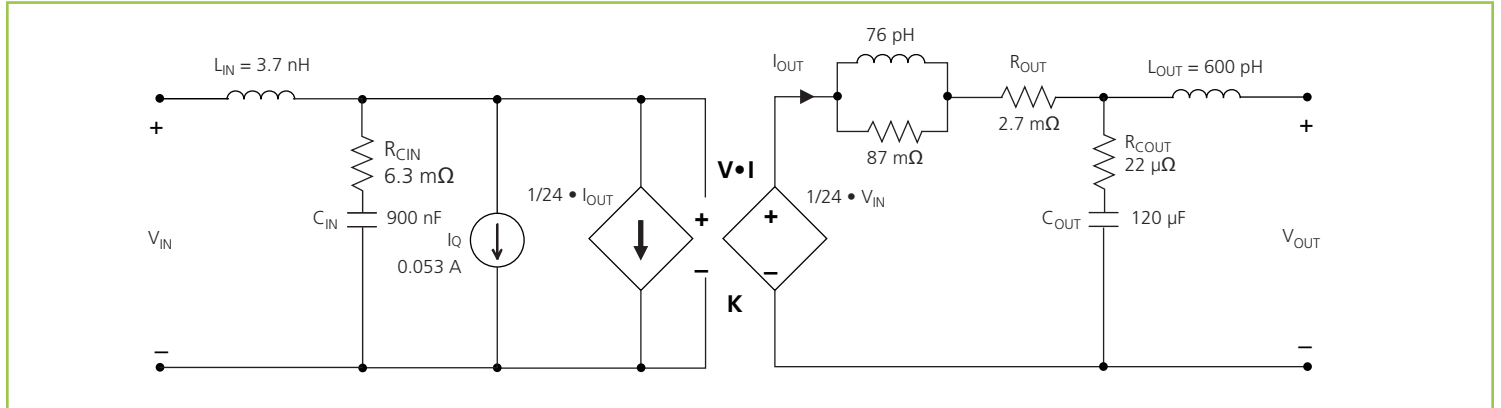 L_IN = 3.7 nH
+
V_IN
–
R_CIN
6.3 mΩ
C_IN 900 nF
I_Q
0.053 A
1/24 • I_OUT
V•I
+
–
K
+
–
1/24 • V_IN
I_OUT
76 pH
87 mΩ
R_OUT
2.7 mΩ
R_COUT
22 µΩ
C_OUT 120 µF
L_OUT = 600 pH
+
V_OUT
–